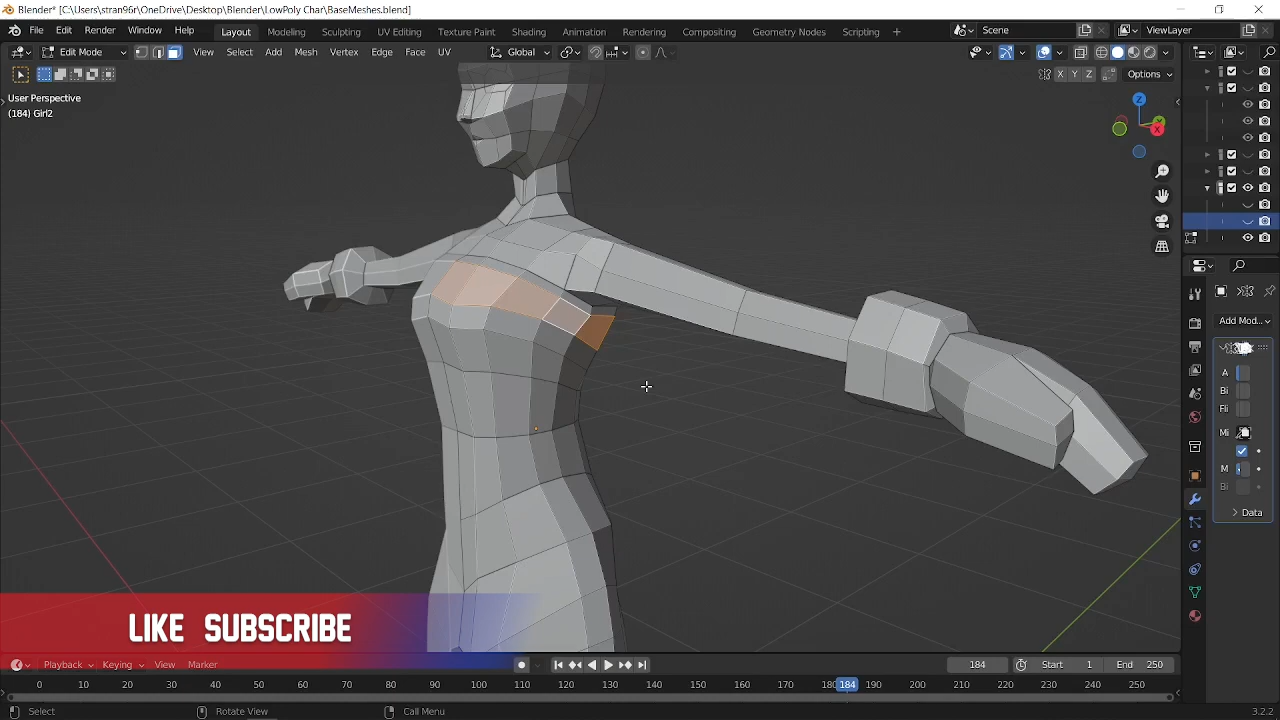 Blender* [C:\Users\stran96r\OneDrive\Desktop\Blender\LowPoly Char\BaseMeshes.blend]
File Edit Render Window Help Layout Modeling Sculpting UV Editing Texture Paint Shading Animation Rendering Compositing Geometry Nodes Scripting + Scene ViewLayer
Edit Mode View Select Add Mesh Vertex Edge Face UV Global
X Y Z Options
User Perspective
(184) Girl2
Z
Y
X
Add Mod...
A
Bi
Fli
Mi
M
Bi
Data
LIKE SUBSCRIBE
Playback Keying View Marker 184 Start 1 End 250
0 10 20 30 40 50 60 70 80 90 100 110 120 130 140 150 160 170 180 184 190 200 210 220 230 240 250
Select Rotate View Call Menu 3.2.2